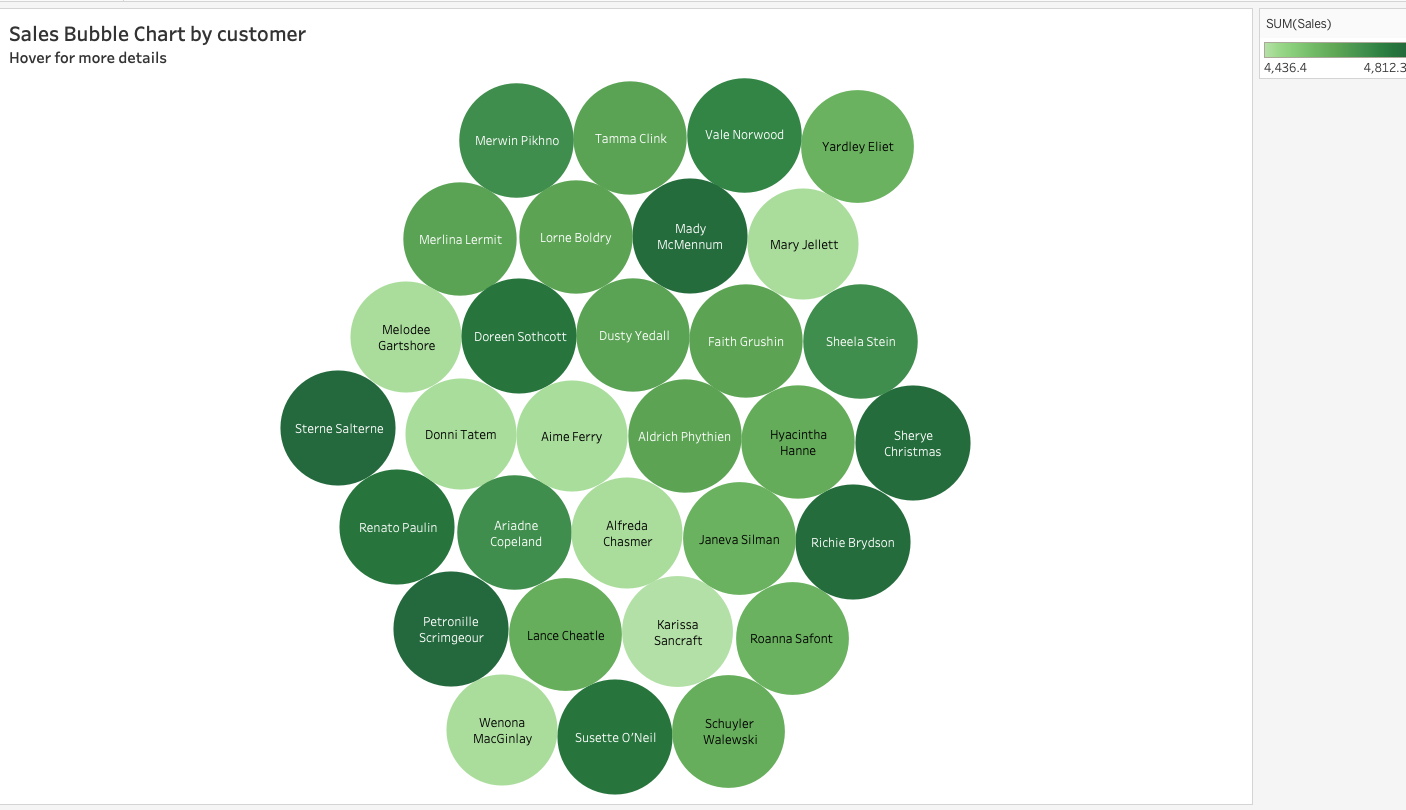 Sales Bubble Chart by customer
Hover for more details
SUM(Sales)
4,436.4
4,812.3
Merwin Pikhno
Tamma Clink
Vale Norwood
Yardley Eliet
Merlina Lermit
Lorne Boldry
Mady
McMennum
Mary Jellett
Melodee
Gartshore
Doreen Sothcott
Dusty Yedall
Faith Grushin
Sheela Stein
Sterne Salterne
Donni Tatem
Aime Ferry
Aldrich Phythien
Hyacintha
Hanne
Sherye
Christmas
Renato Paulin
Ariadne
Copeland
Alfreda
Chasmer
Janeva Silman
Richie Brydson
Petronille
Scrimgeour
Lance Cheatle
Karissa
Sancraft
Roanna Safont
Wenona
MacGinlay
Susette O'Neil
Schuyler
Walewski